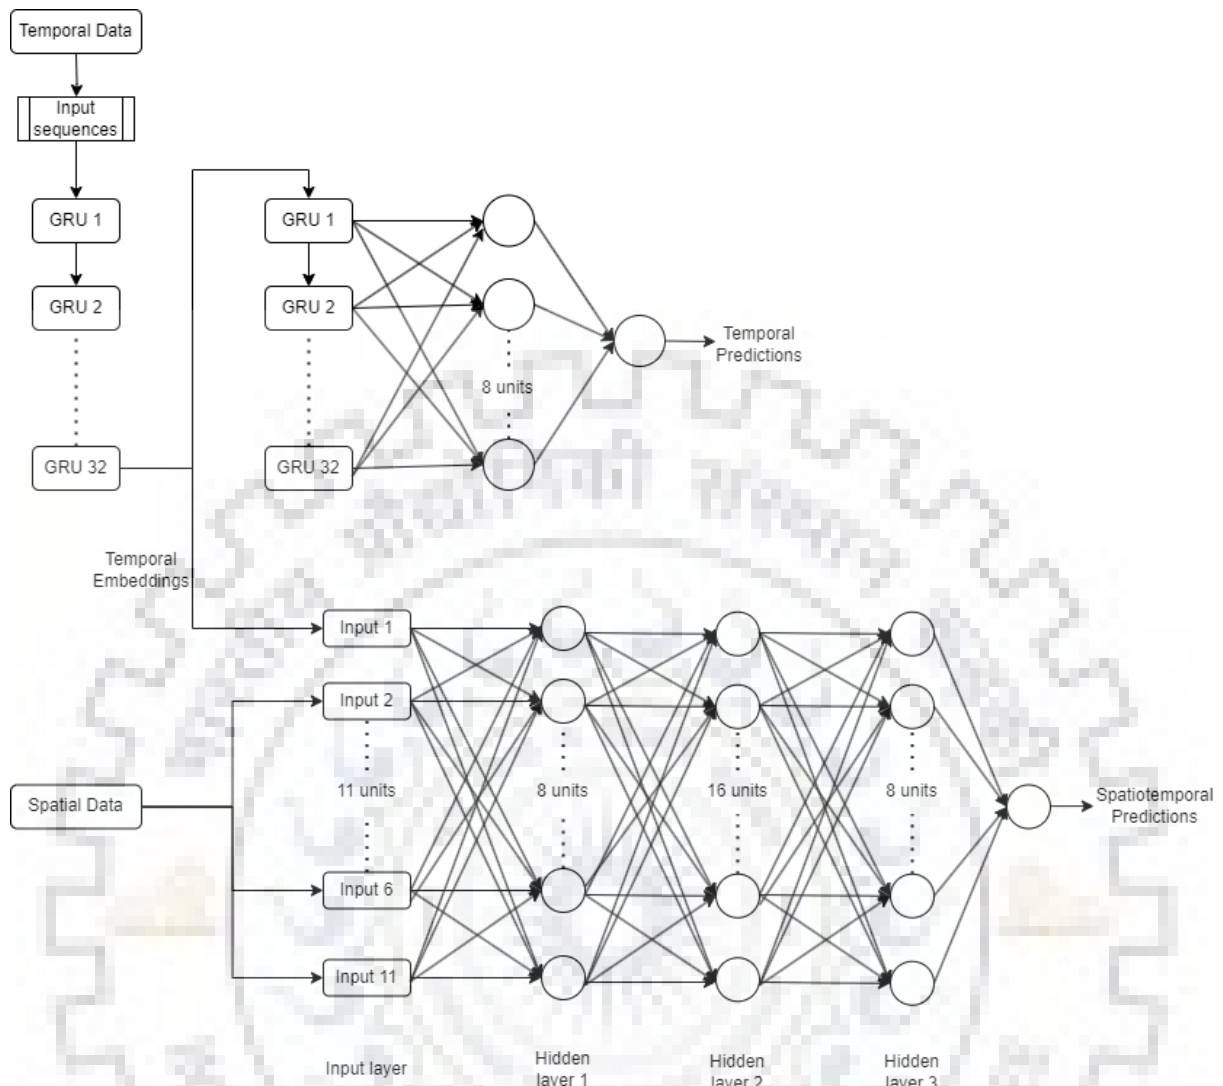 Temporal Data
Input
sequences
GRU 1
GRU 1
GRU 2
GRU 2
Temporal
Predictions
8 units
GRU 32
GRU 32
Temporal
Embeddings
Input 1
Input 2
Spatial Data
11 units
8 units
16 units
8 units
Spatiotemporal
Predictions
Input 6
Input 11
Input layer
Hidden
layer 1
Hidden
layer 2
Hidden
layer 3